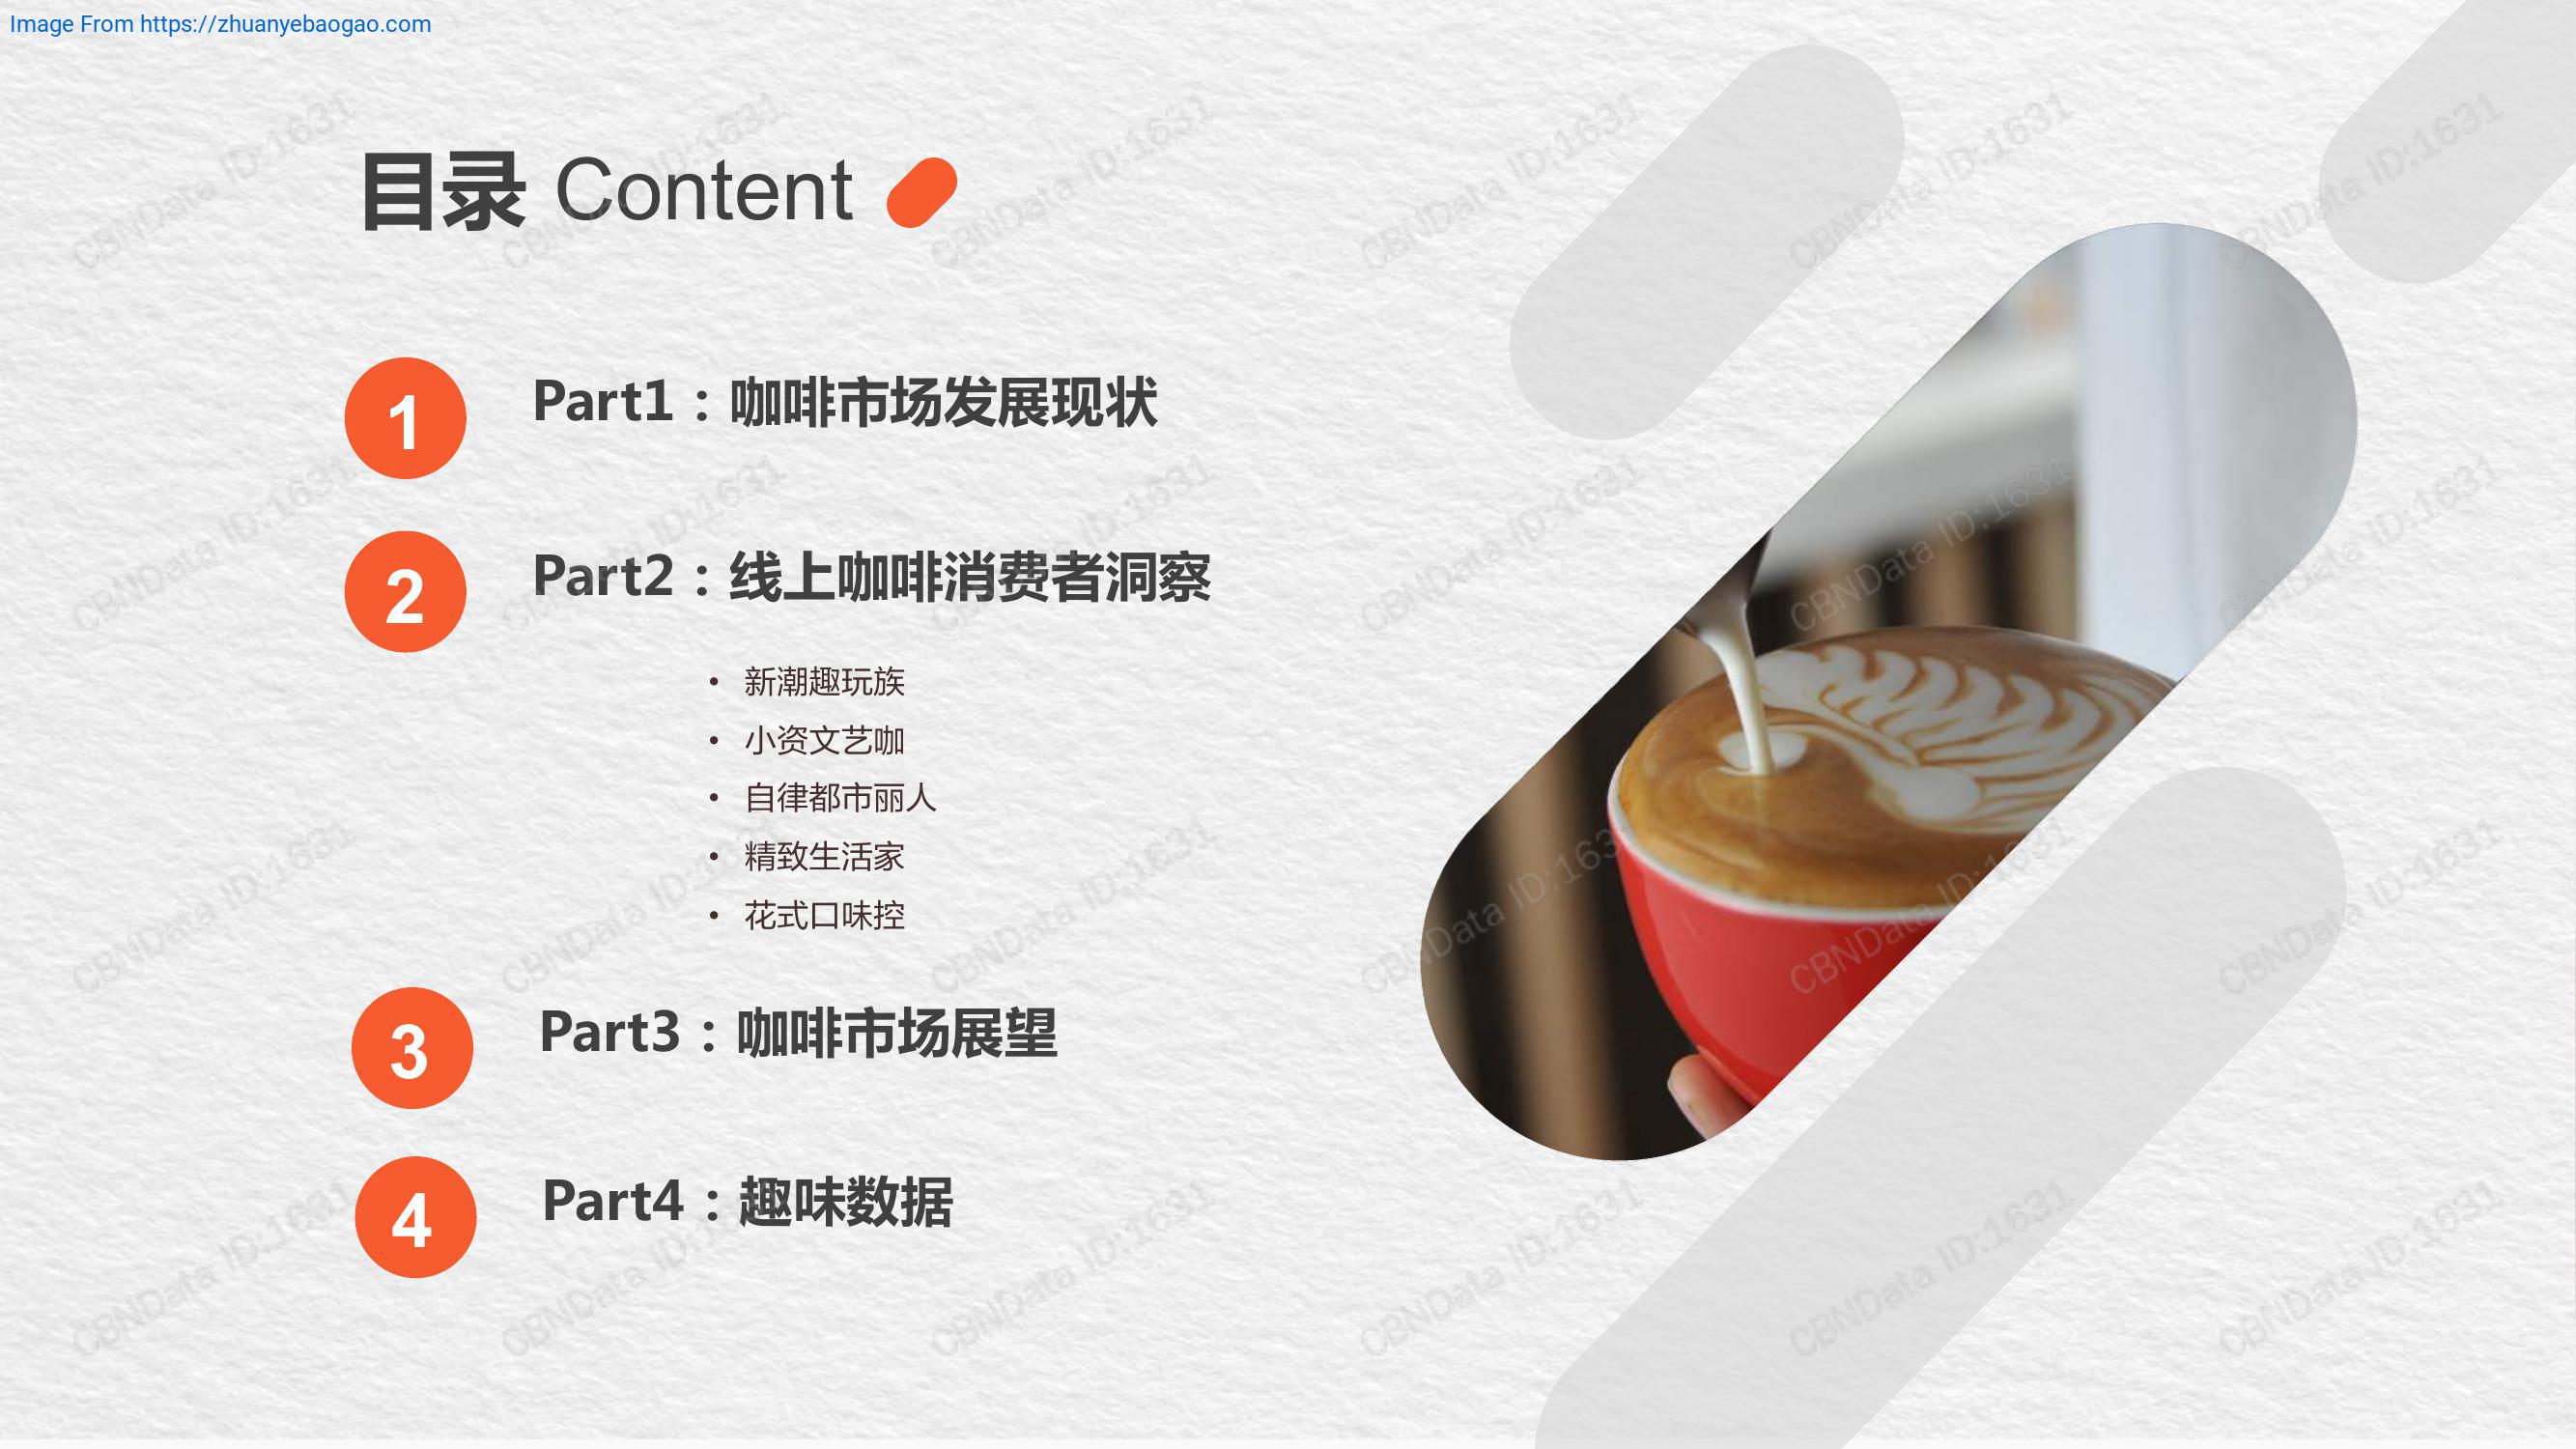 Image From https://zhuanyebaogao.com
目录 Content
1
Part1：咖啡市场发展现状
2
Part2：线上咖啡消费者洞察
• 新潮趣玩族
• 小资文艺咖
• 自律都市丽人
• 精致生活家
• 花式口味控
3
Part3：咖啡市场展望
4
Part4：趣味数据
CBNData ID:1631